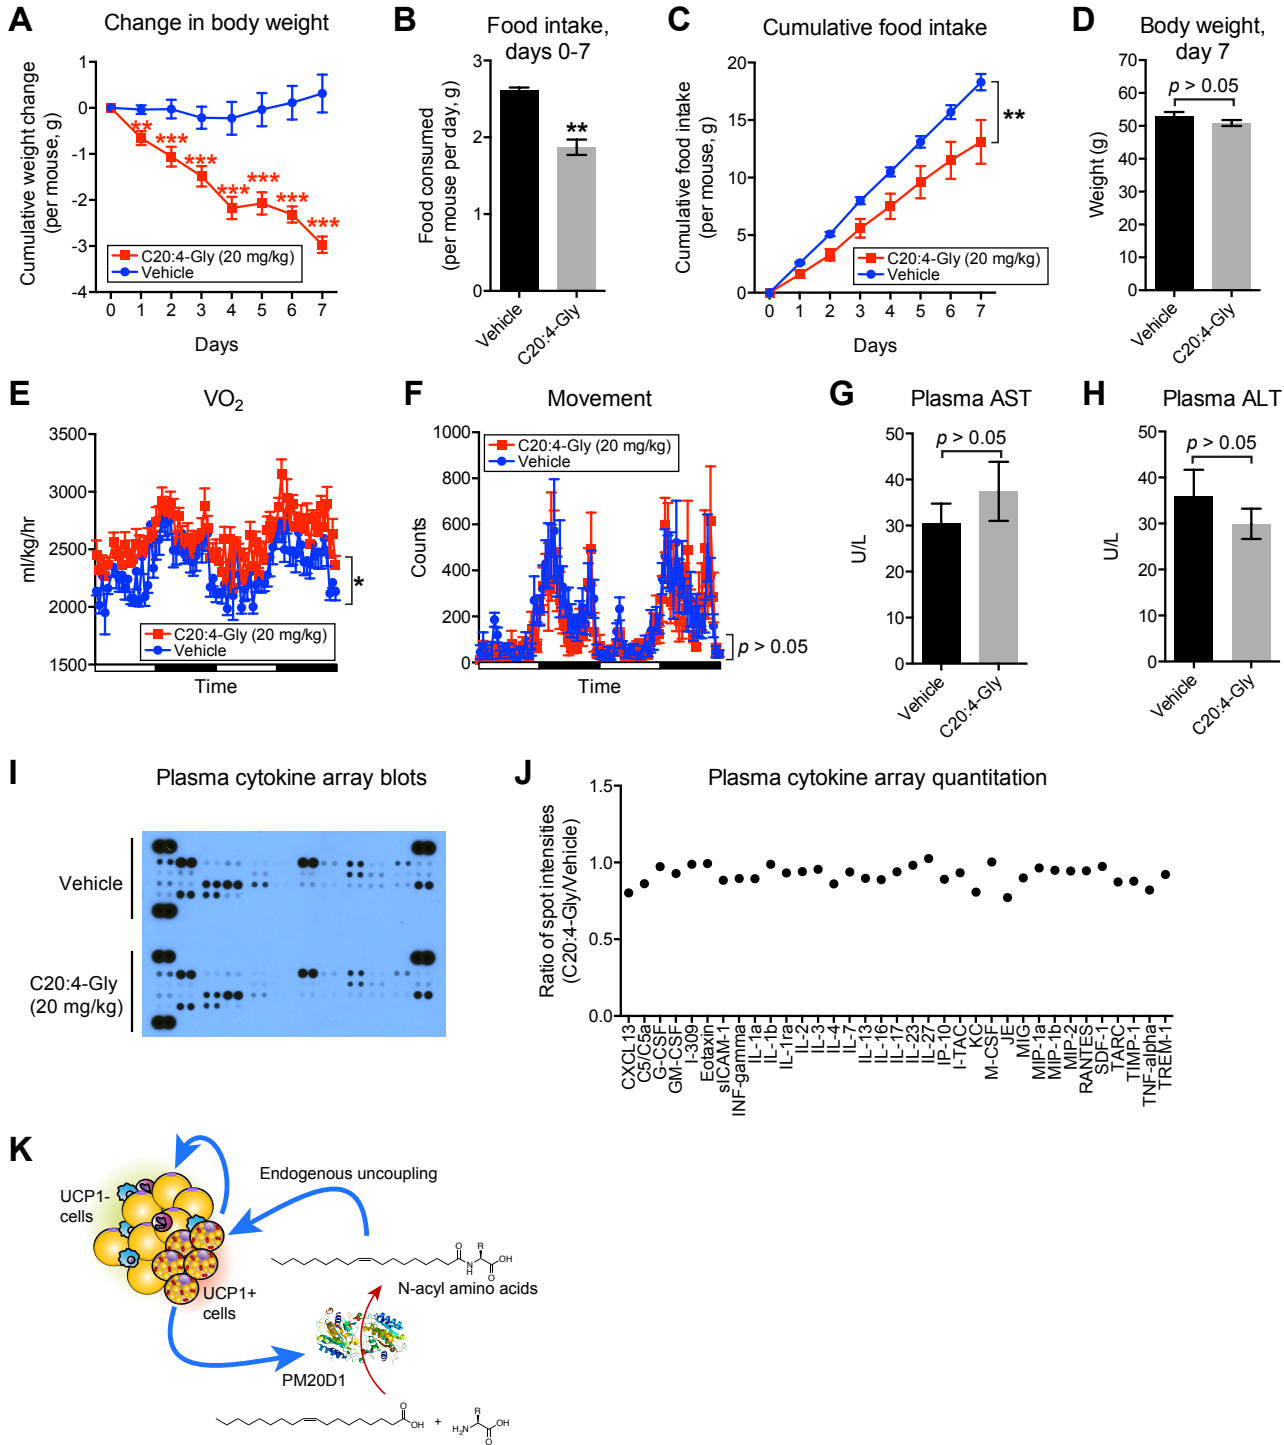 A
Change in body weight
Cumulative weight change
(per mouse, g)
1
0
-1
-2
-3
-4
**
***
***
***
***
***
***
C20:4-Gly (20 mg/kg)
Vehicle
0 1 2 3 4 5 6 7
Days
B
Food intake,
days 0-7
Food consumed
(per mouse per day, g)
3
2
1
0
**
Vehicle
C20:4-Gly
C
Cumulative food intake
Cumulative food intake
(per mouse, g)
20
15
10
5
0
**
C20:4-Gly (20 mg/kg)
Vehicle
0 1 2 3 4 5 6 7
Days
D
Body weight,
day 7
Weight (g)
70
60
50
40
30
20
10
0
p > 0.05
Vehicle
C20:4-Gly
E
VO2
ml/kg/hr
3500
3000
2500
2000
1500
*
C20:4-Gly (20 mg/kg)
Vehicle
Time
F
Movement
Counts
1000
800
600
400
200
0
C20:4-Gly (20 mg/kg)
Vehicle
p > 0.05
Time
G
Plasma AST
U/L
50
40
30
20
10
0
p > 0.05
Vehicle
C20:4-Gly
H
Plasma ALT
U/L
50
40
30
20
10
0
p > 0.05
Vehicle
C20:4-Gly
I
Plasma cytokine array blots
Vehicle
C20:4-Gly
(20 mg/kg)
J
Plasma cytokine array quantitation
Ratio of spot intensities
(C20:4-Gly/Vehicle)
1.5
1.0
0.5
0.0
CXCL13
C5/C5a
G-CSF
GM-CSF
I-309
Eotaxin
sICAM-1
INF-gamma
IL-1a
IL-1b
IL-1ra
IL-2
IL-3
IL-4
IL-7
IL-13
IL-16
IL-17
IL-23
IL-27
IP-10
I-TAC
KC
M-CSF
JE
MIG
MIP-1a
MIP-1b
MIP-2
RANTES
SDF-1
TARC
TIMP-1
TNF-alpha
TREM-1
K
UCP1-
cells
Endogenous uncoupling
UCP1+
cells
O
R
OH
N
H
O
N-acyl amino acids
PM20D1
O
OH
+
R
H2N
OH
O